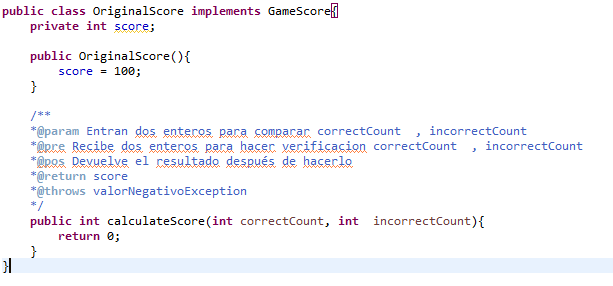 public class OriginalScore implements GameScore{
private int score;
public OriginalScore(){
score = 100;
}
/**
*@param Entran dos enteros para comparar correctCount , incorrectCount
*@pre Recibe dos enteros para hacer verificacion correctCount , incorrectCount
*@pos Devuelve el resultado después de hacerlo
*@return score
*@throws valorNegativoException
*/
public int calculateScore(int correctCount, int incorrectCount){
return 0;
}
}